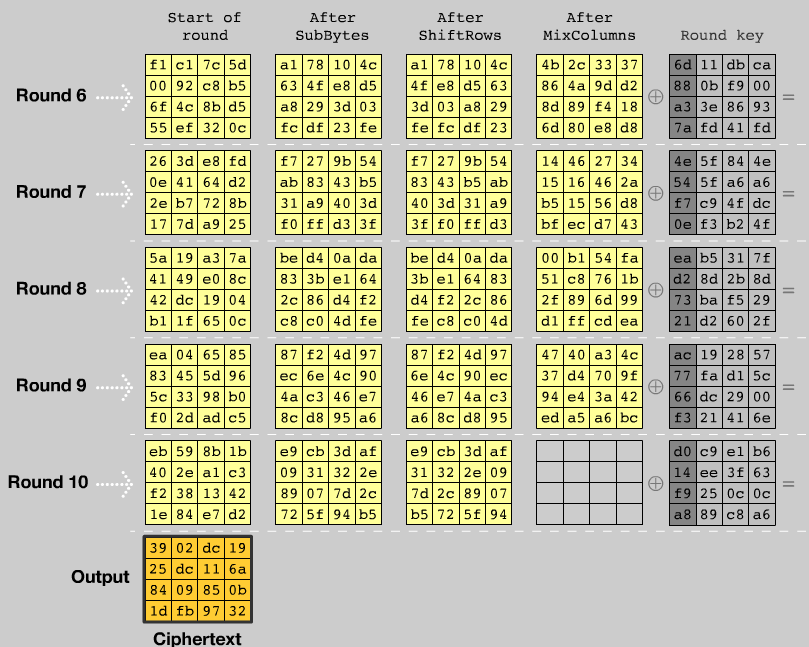 Start of round After SubBytes After ShiftRows After MixColumns Round key
f1 c1 7c 5d a1 78 10 4c a1 78 10 4c 4b 2c 33 37 6d 11 db ca
00 92 c8 b5 63 4f e8 d5 4f e8 d5 63 86 4a 9d d2 88 0b f9 00
Round 6 ⊕ =
6f 4c 8b d5 a8 29 3d 03 3d 03 a8 29 8d 89 f4 18 a3 3e 86 93
55 ef 32 0c fc df 23 fe fe fc df 23 6d 80 e8 d8 7a fd 41 fd
26 3d e8 fd f7 27 9b 54 f7 27 9b 54 14 46 27 34 4e 5f 84 4e
0e 41 64 d2 ab 83 43 b5 83 43 b5 ab 15 16 46 2a 54 5f a6 a6
Round 7 ⊕ =
2e b7 72 8b 31 a9 40 3d 40 3d 31 a9 b5 15 56 d8 f7 c9 4f dc
17 7d a9 25 f0 ff d3 3f 3f f0 ff d3 bf ec d7 43 0e f3 b2 4f
5a 19 a3 7a be d4 0a da be d4 0a da 00 b1 54 fa ea b5 31 7f
41 49 e0 8c 83 3b e1 64 3b e1 64 83 51 c8 76 1b d2 8d 2b 8d
Round 8 ⊕ =
42 dc 19 04 2c 86 d4 f2 d4 f2 2c 86 2f 89 6d 99 73 ba f5 29
b1 1f 65 0c c8 c0 4d fe fe c8 c0 4d d1 ff cd ea 21 d2 60 2f
ea 04 65 85 87 f2 4d 97 87 f2 4d 97 47 40 a3 4c ac 19 28 57
83 45 5d 96 ec 6e 4c 90 6e 4c 90 ec 37 d4 70 9f 77 fa d1 5c
Round 9 ⊕ =
5c 33 98 b0 4a c3 46 e7 46 e7 4a c3 94 e4 3a 42 66 dc 29 00
f0 2d ad c5 8c d8 95 a6 a6 8c d8 95 ed a5 a6 bc f3 21 41 6e
eb 59 8b 1b e9 cb 3d af e9 cb 3d af d0 c9 e1 b6
40 2e a1 c3 09 31 32 2e 31 32 2e 09 14 ee 3f 63
Round 10 ⊕ =
f2 38 13 42 89 07 7d 2c 7d 2c 89 07 f9 25 0c 0c
1e 84 e7 d2 72 5f 94 b5 b5 72 5f 94 a8 89 c8 a6
39 02 dc 19
25 dc 11 6a
Output
84 09 85 0b
1d fb 97 32
Ciphertext